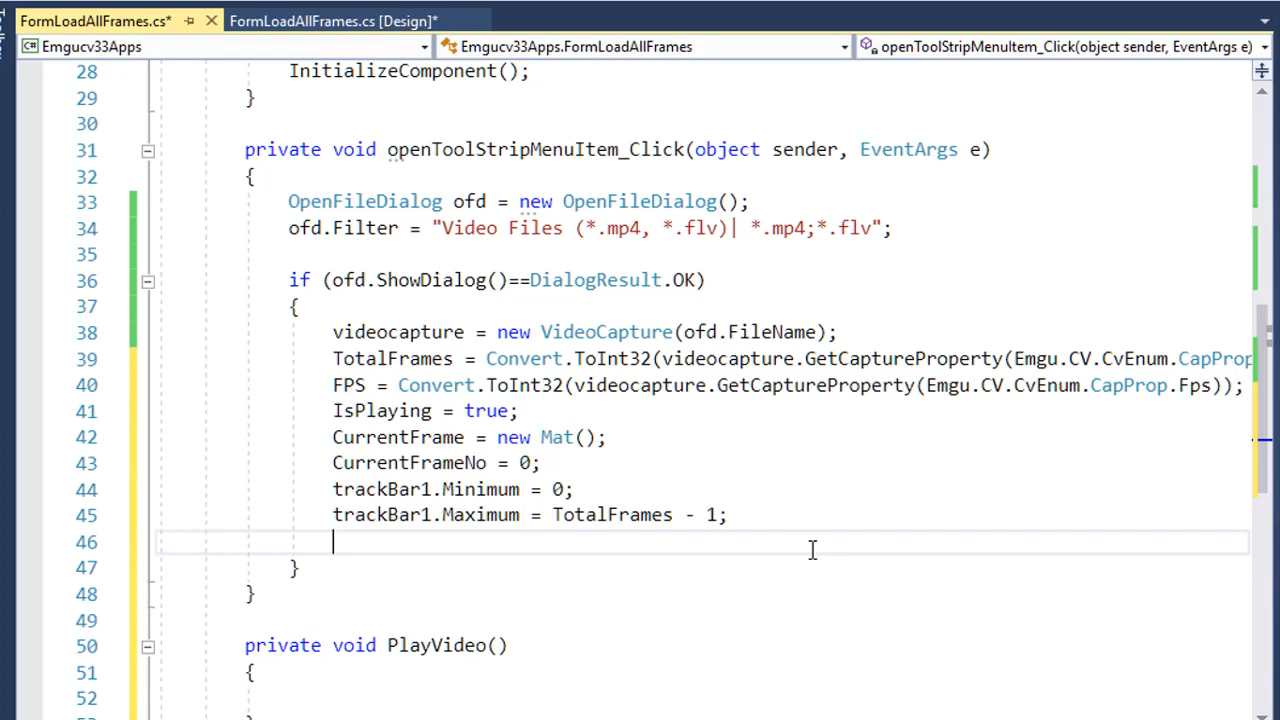 FormLoadAllFrames.cs*
FormLoadAllFrames.cs [Design]*
Emgucv33Apps
Emgucv33Apps.FormLoadAllFrames
openToolStripMenuItem_Click(object sender, EventArgs e)
28 InitializeComponent();
29 }
30
31 private void openToolStripMenuItem_Click(object sender, EventArgs e)
32 {
33 OpenFileDialog ofd = new OpenFileDialog();
34 ofd.Filter = "Video Files (*.mp4, *.flv)| *.mp4;*.flv";
35
36 if (ofd.ShowDialog()==DialogResult.OK)
37 {
38 videocapture = new VideoCapture(ofd.FileName);
39 TotalFrames = Convert.ToInt32(videocapture.GetCaptureProperty(Emgu.CV.CvEnum.CapProp
40 FPS = Convert.ToInt32(videocapture.GetCaptureProperty(Emgu.CV.CvEnum.CapProp.Fps));
41 IsPlaying = true;
42 CurrentFrame = new Mat();
43 CurrentFrameNo = 0;
44 trackBar1.Minimum = 0;
45 trackBar1.Maximum = TotalFrames - 1;
46
47 }
48 }
49
50 private void PlayVideo()
51 {
52